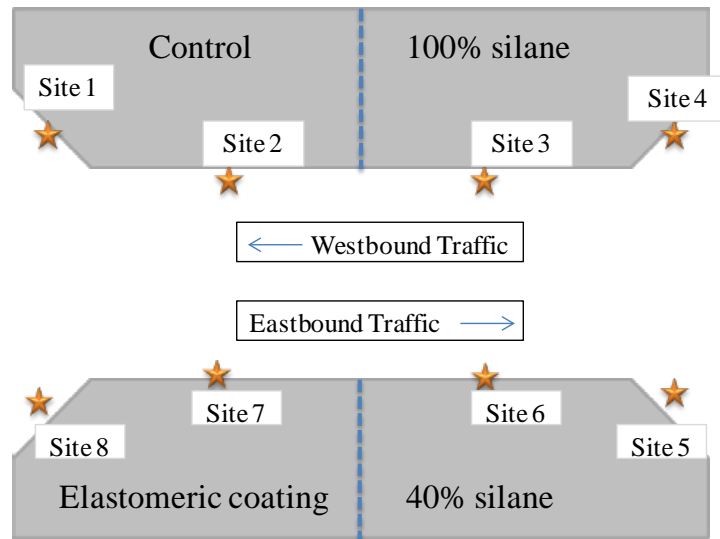 Control
100% silane
Site 1
Site 4
Site 2
Site 3
← Westbound Traffic
Eastbound Traffic →
Site 7
Site 6
Site 8
Site 5
Elastomeric coating
40% silane